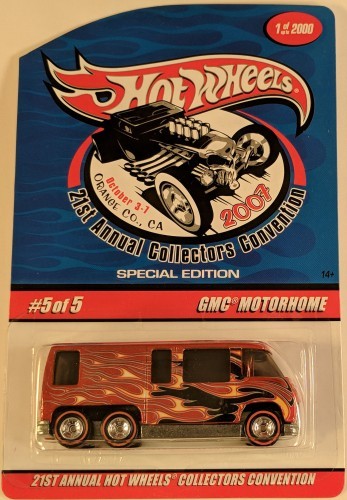 1 of 2000
HOT WHEELS®
October 3-7
ORANGE CO., CA
2007
21st Annual Collectors Convention
SPECIAL EDITION
14+
#5 of 5
GMC® MOTORHOME
21ST ANNUAL HOT WHEELS® COLLECTORS CONVENTION